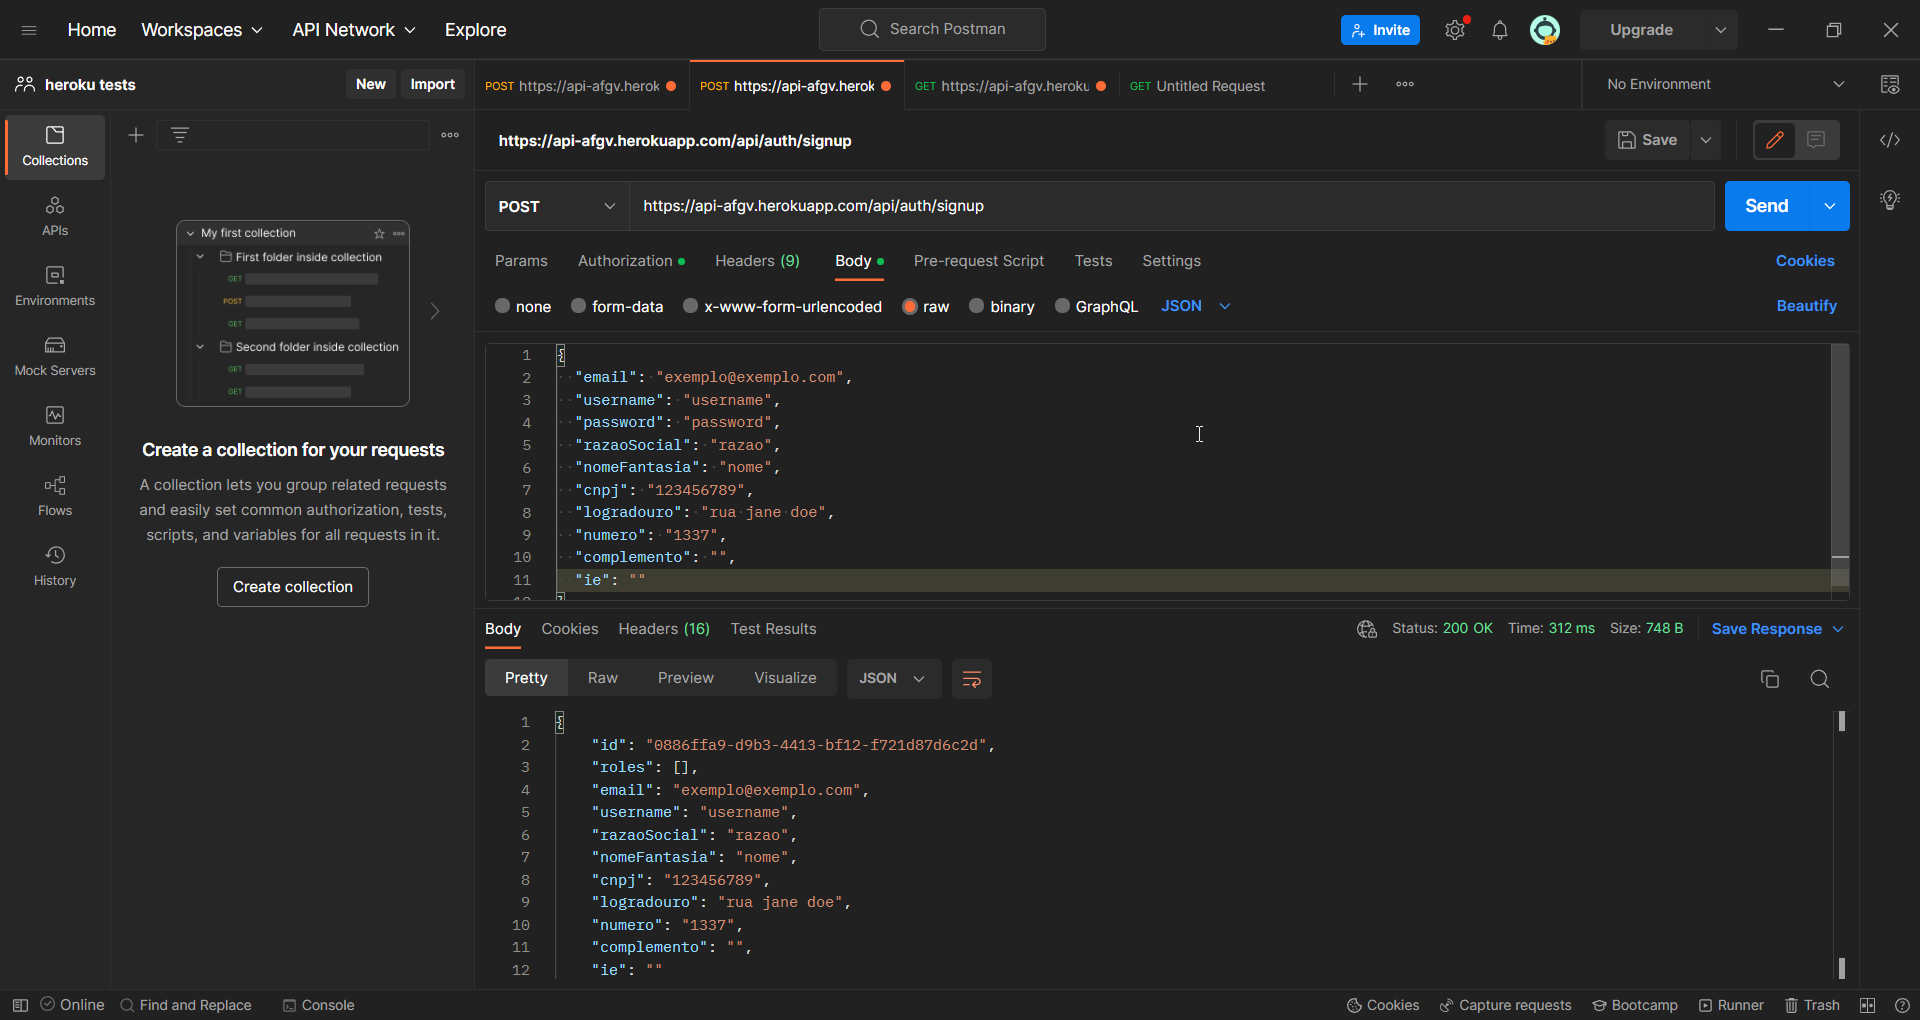 Home Workspaces API Network Explore Search Postman Invite Upgrade
heroku tests New Import POST https://api-afgv.herok POST https://api-afgv.herok GET https://api-afgv.heroku GET Untitled Request No Environment
Collections
APIs
Environments
Mock Servers
Monitors
Flows
History
My first collection
First folder inside collection
GET
POST
GET
Second folder inside collection
GET
GET
Create a collection for your requests
A collection lets you group related requests
and easily set common authorization, tests,
scripts, and variables for all requests in it.
Create collection
https://api-afgv.herokuapp.com/api/auth/signup Save
POST https://api-afgv.herokuapp.com/api/auth/signup Send
Params Authorization Headers (9) Body Pre-request Script Tests Settings Cookies
none form-data x-www-form-urlencoded raw binary GraphQL JSON Beautify
1 {
2 "email": "exemplo@exemplo.com",
3 "username": "username",
4 "password": "password",
5 "razaoSocial": "razao",
6 "nomeFantasia": "nome",
7 "cnpj": "123456789",
8 "logradouro": "rua jane doe",
9 "numero": "1337",
10 "complemento": "",
11 "ie": ""
Body Cookies Headers (16) Test Results Status: 200 OK Time: 312 ms Size: 748 B Save Response
Pretty Raw Preview Visualize JSON
1 {
2 "id": "0886ffa9-d9b3-4413-bf12-f721d87d6c2d",
3 "roles": [],
4 "email": "exemplo@exemplo.com",
5 "username": "username",
6 "razaoSocial": "razao",
7 "nomeFantasia": "nome",
8 "cnpj": "123456789",
9 "logradouro": "rua jane doe",
10 "numero": "1337",
11 "complemento": "",
12 "ie": ""
Online Find and Replace Console Cookies Capture requests Bootcamp Runner Trash